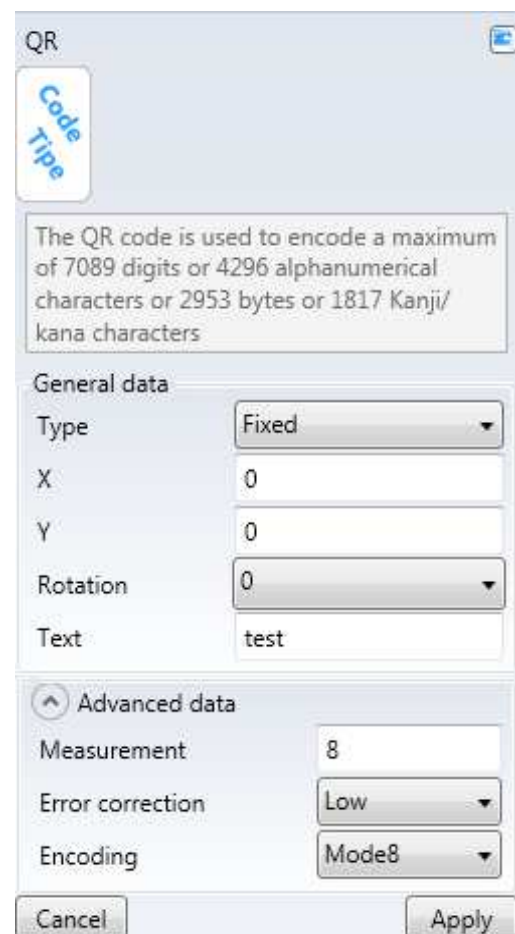 QR
Code
Tipe
The QR code is used to encode a maximum
of 7089 digits or 4296 alphanumerical
characters or 2953 bytes or 1817 Kanji/
kana characters
General data
Type Fixed
X 0
Y 0
Rotation 0
Text test
Advanced data
Measurement 8
Error correction Low
Encoding Mode8
Cancel Apply